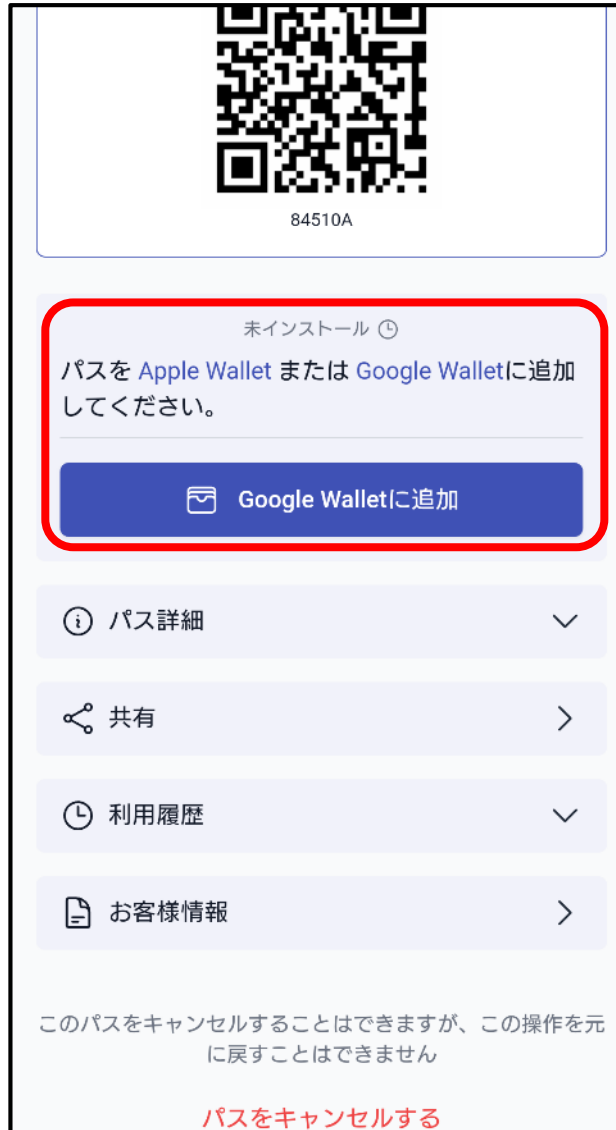 84510A
未インストール
パスを Apple Wallet または Google Walletに追加
してください。
Google Walletに追加
パス詳細
共有
利用履歴
お客様情報
このパスをキャンセルすることはできますが、この操作を元
に戻すことはできません
パスをキャンセルする